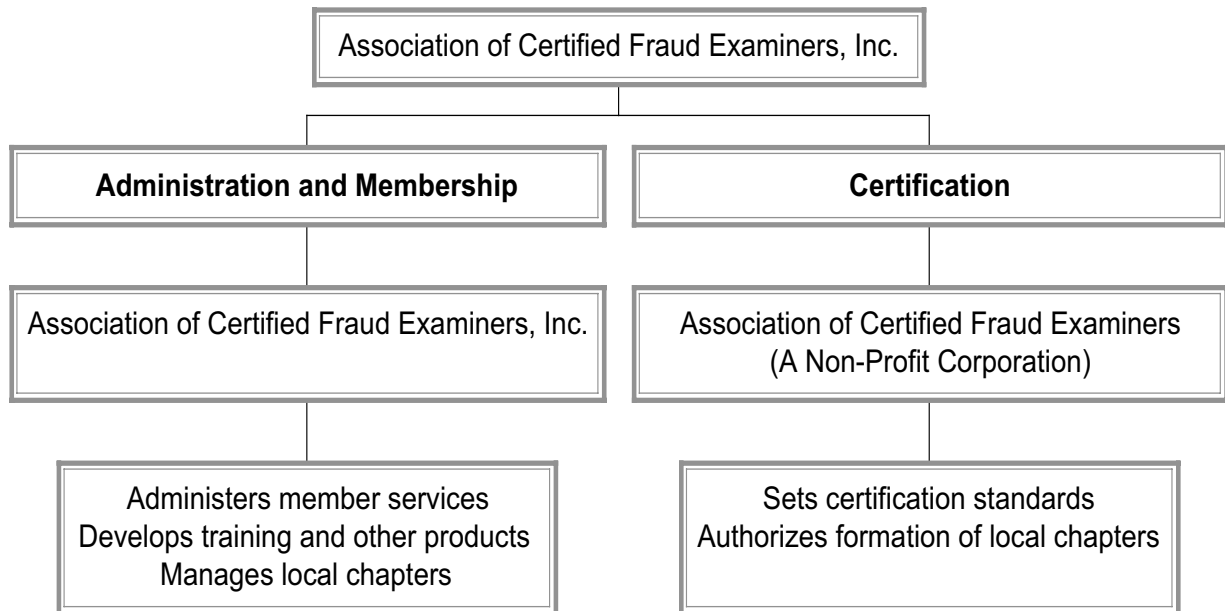 Association of Certified Fraud Examiners, Inc.
Administration and Membership
Certification
Association of Certified Fraud Examiners, Inc.
Association of Certified Fraud Examiners
(A Non-Profit Corporation)
Administers member services
Develops training and other products
Manages local chapters
Sets certification standards
Authorizes formation of local chapters